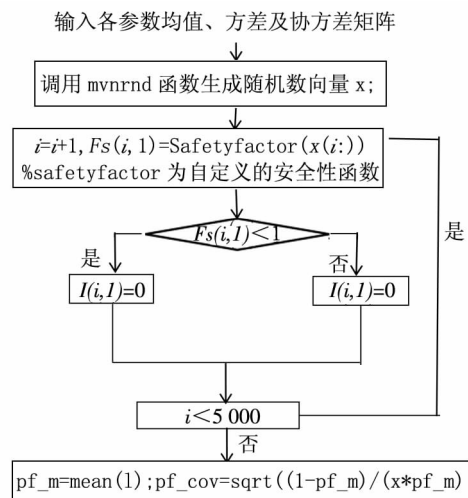 输入各参数均值、方差及协方差矩阵
调用 mvnrnd 函数生成随机数向量 x;
i=i+1,Fs(i,1)=Safetyfactor(x(i:))
%safetyfactor 为自定义的安全性函数
Fs(i,1)<1
是
否
是
I(i,1)=0
I(i,1)=0
i<5 000
否
pf_m=mean(l);pf_cov=sqrt((1-pf_m)/(x*pf_m)